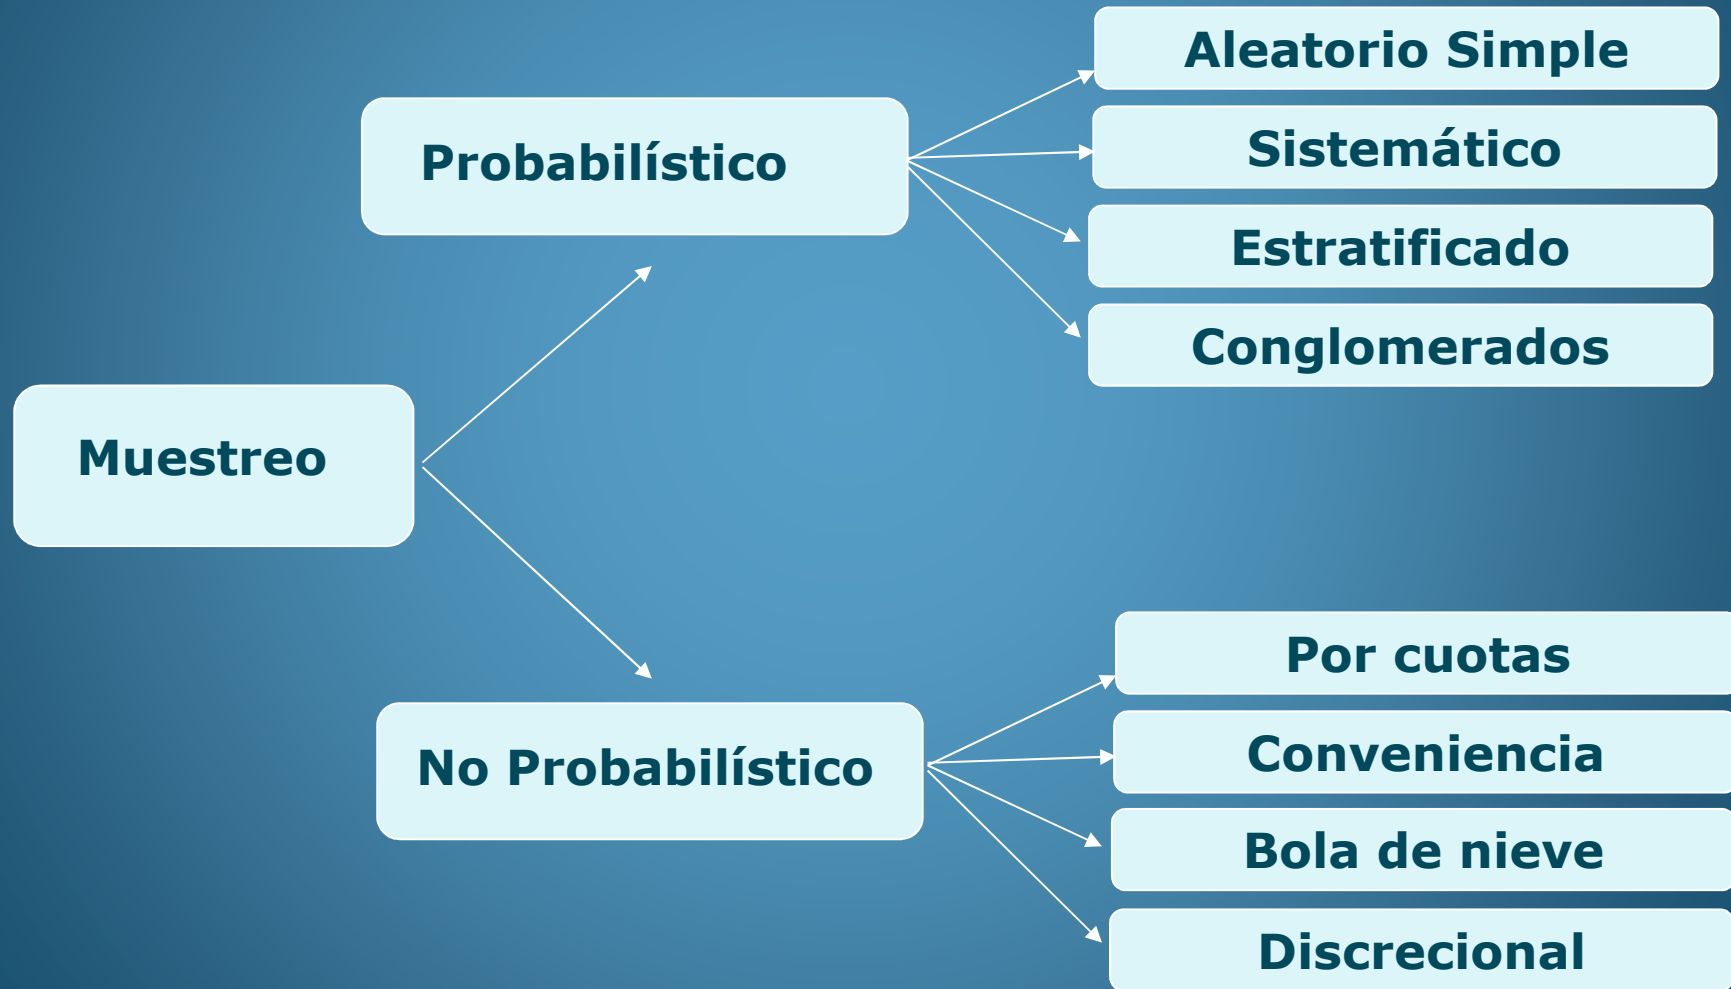 Muestreo
Probabilístico
Aleatorio Simple
Sistemático
Estratificado
Conglomerados
No Probabilístico
Por cuotas
Conveniencia
Bola de nieve
Discrecional